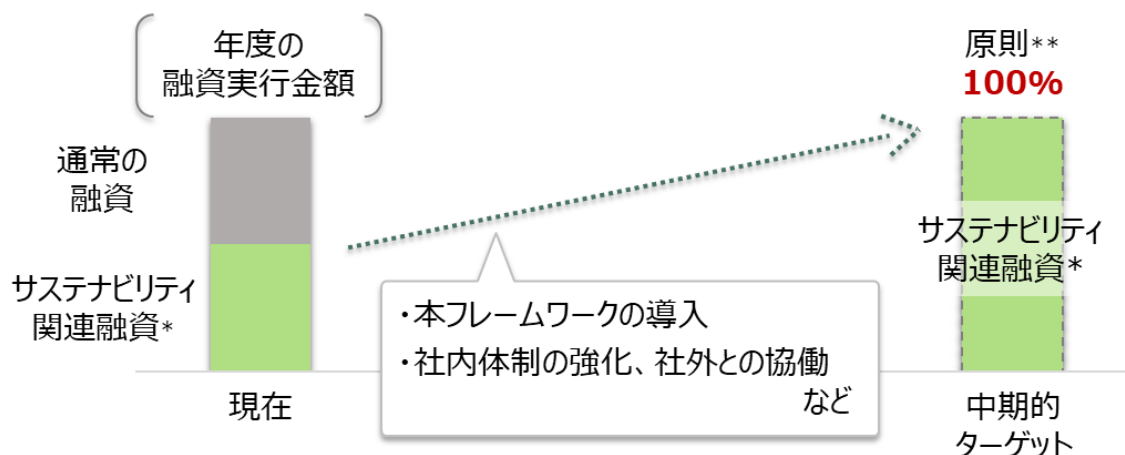 年度の
融資実行金額
原則**
100%
通常の
融資
サステナビリティ
関連融資*
サステナビリティ
関連融資*
・本フレームワークの導入
・社内体制の強化、社外との協働
など
現在
中期的
ターゲット